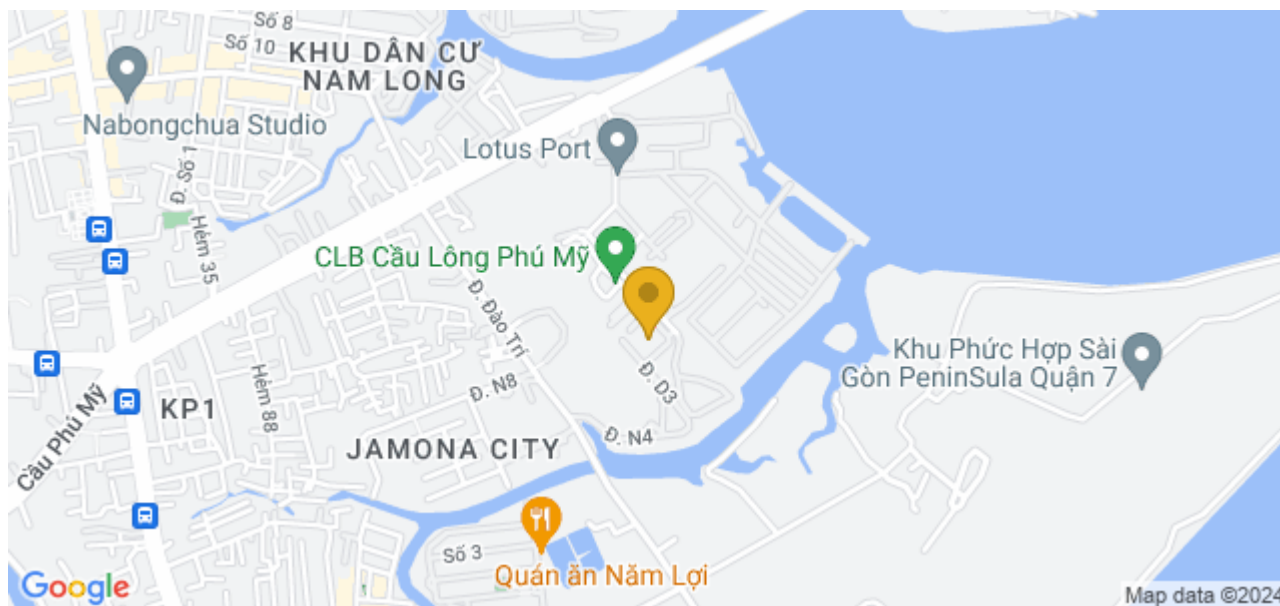 Số 8
Số 10
KHU DÂN CƯ
NAM LONG
Nabongchua Studio
Lotus Port
Đ. Số 1
Hẻm 35
CLB Cầu Lông Phú Mỹ
Đ. Đào Trí
Khu Phức Hợp Sài
Gòn PeninSula Quận 7
Đ. D3
Đ. N8
Hẻm 88
KP1
Cầu Phú Mỹ
Đ. N4
JAMONA CITY
Số 3
Quán ăn Năm Lợi
Google
Map data ©2024